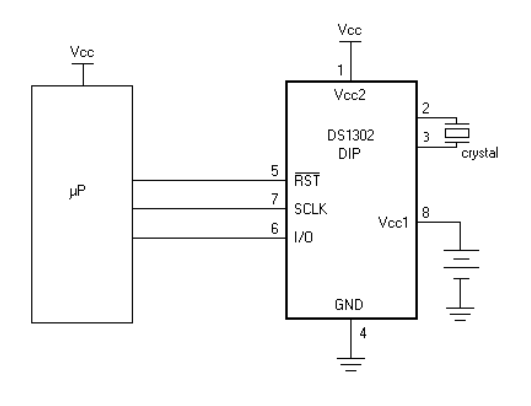 Vcc
Vcc
1
Vcc2
2
DS1302
DIP
3
crystal
µP
5
RST
7
SCLK
6
I/O
8
Vcc1
GND
4